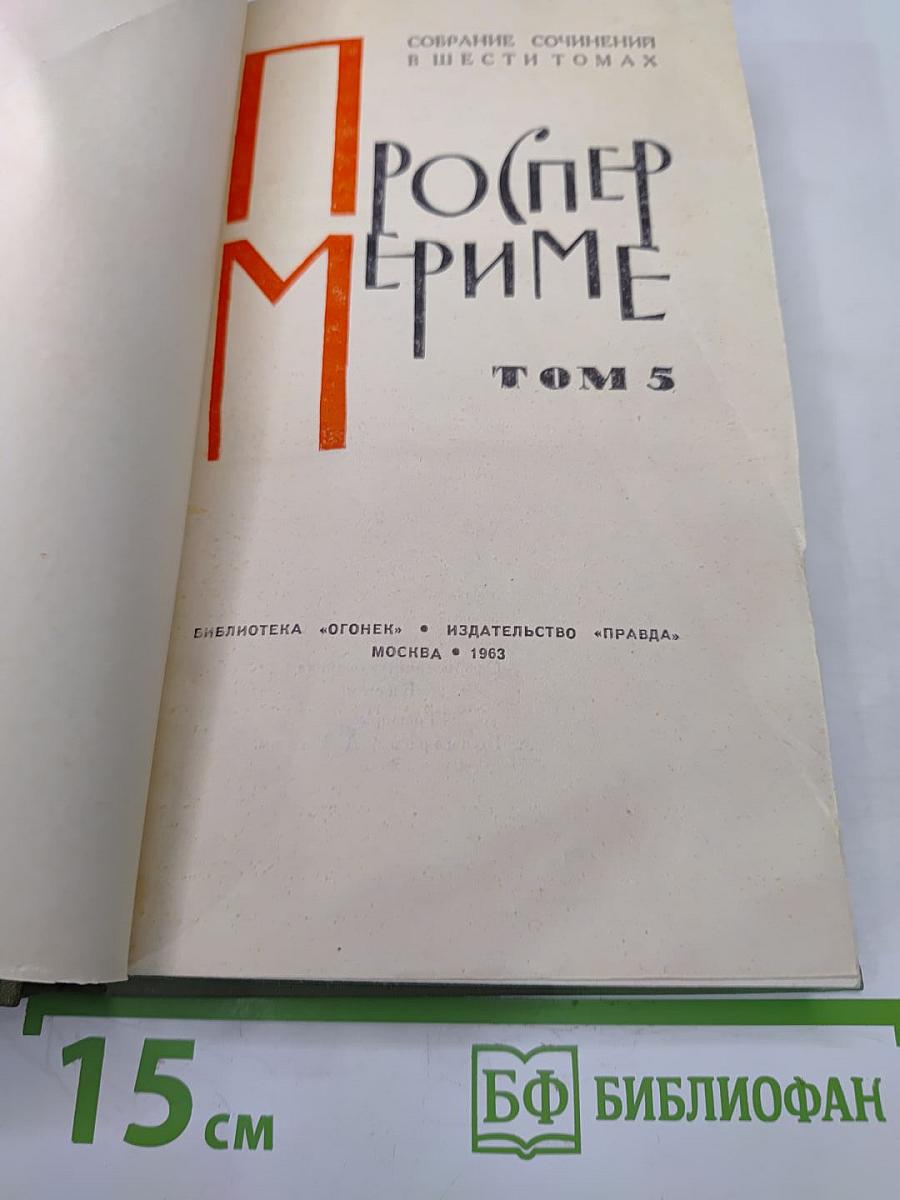 СОБРАНИЕ СОЧИНЕНИЙ
В ШЕСТИ ТОМАХ
ПРОСПЕР
МЕРИМЕ
ТОМ 5
БИБЛИОТЕКА «ОГОНЕК» • ИЗДАТЕЛЬСТВО «ПРАВДА»
МОСКВА • 1963
15 см
БФ БИБЛИОФАН